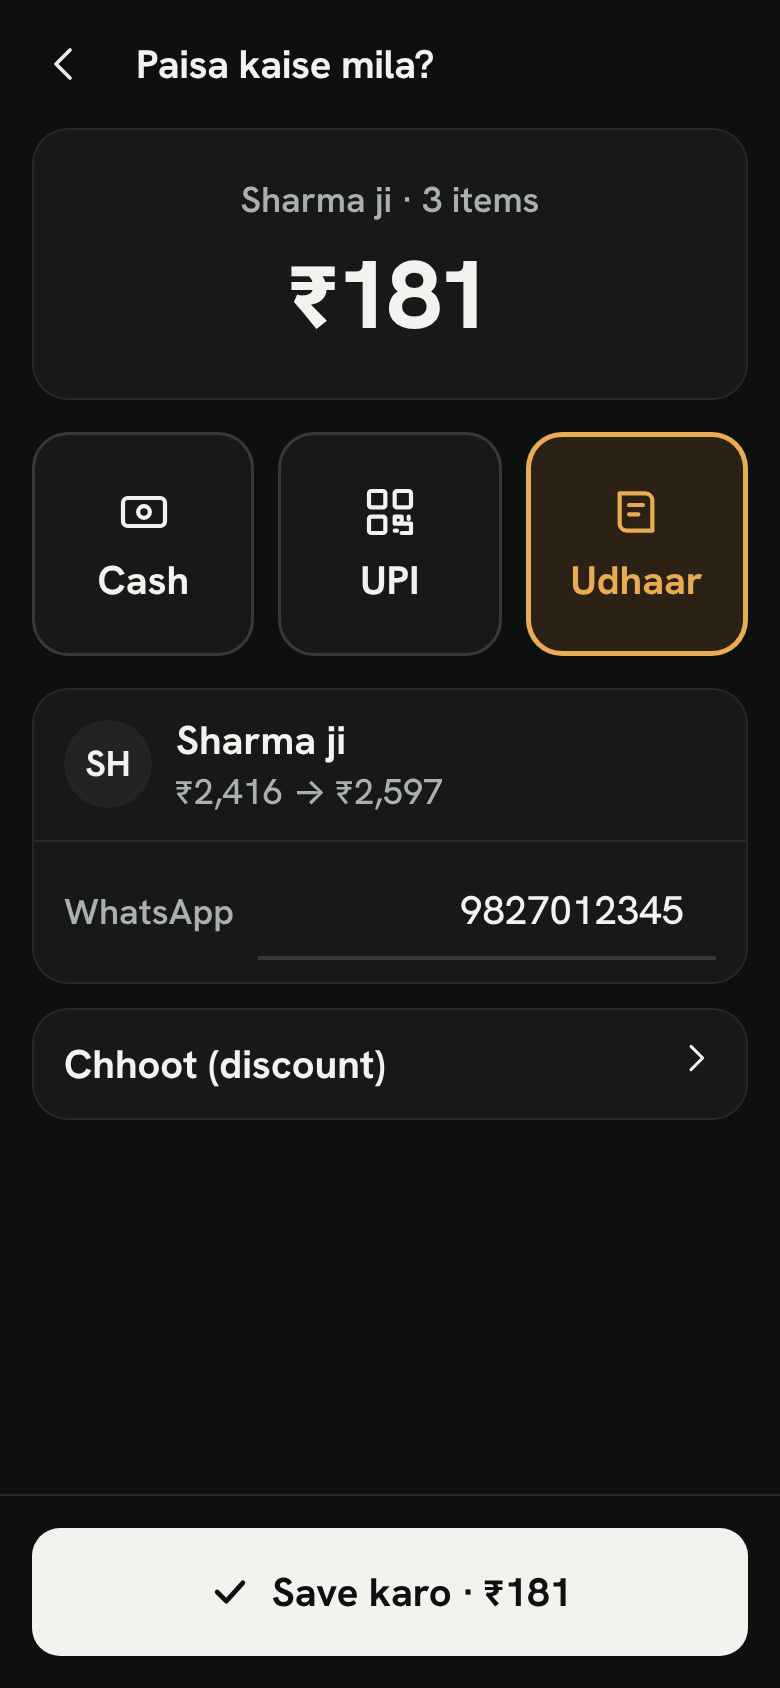 Paisa kaise mila?
Sharma ji · 3 items
₹181
Cash
UPI
Udhaar
SH
Sharma ji
₹2,416 → ₹2,597
WhatsApp
9827012345
Chhoot (discount)
Save karo · ₹181